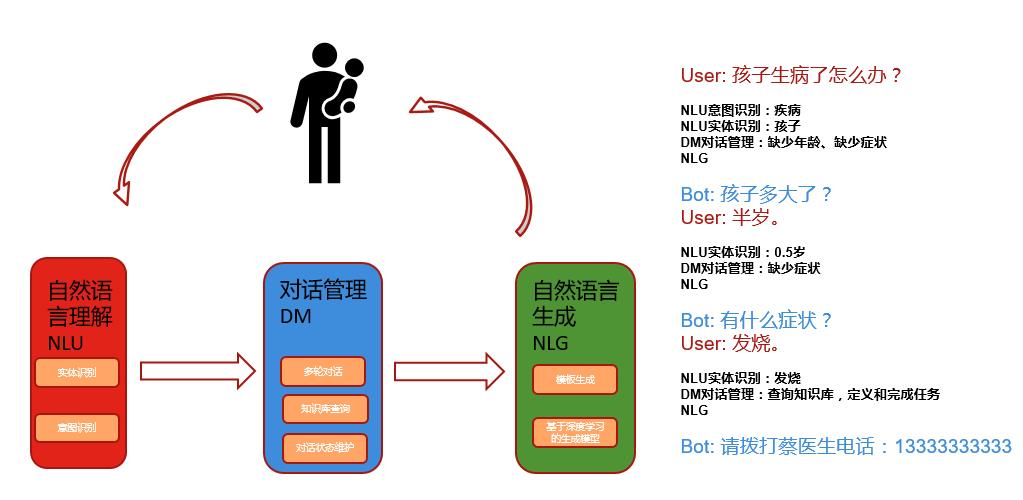 自然语
言理解
NLU
实体识别
意图识别
对话管理
DM
多轮对话
知识库查询
对话状态维护
自然语言
生成
NLG
模板生成
基于深度学习
的生成模型
User: 孩子生病了怎么办？
NLU意图识别：疾病
NLU实体识别：孩子
DM对话管理：缺少年龄、缺少症状
NLG
Bot: 孩子多大了？
User: 半岁。
NLU实体识别：0.5岁
DM对话管理：缺少症状
NLG
Bot: 有什么症状？
User: 发烧。
NLU实体识别：发烧
DM对话管理：查询知识库，定义和完成任务
NLG
Bot: 请拨打蔡医生电话：13333333333